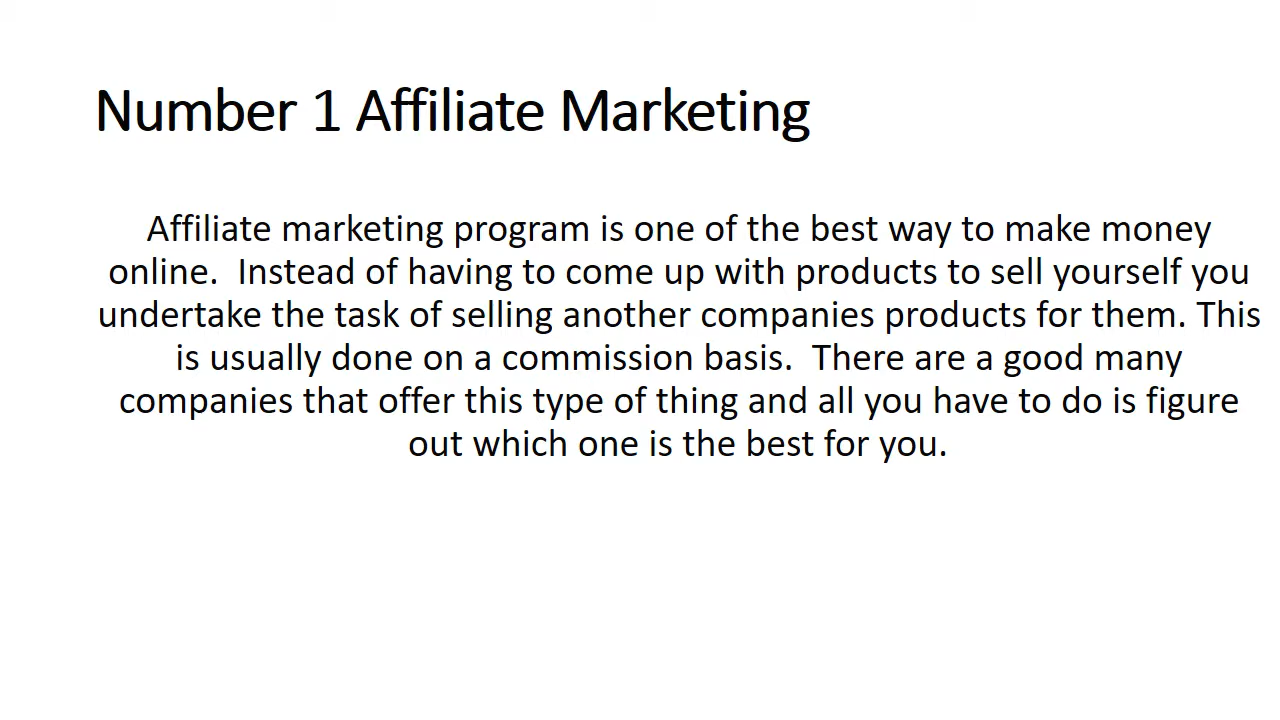 Number 1 Affiliate Marketing
Affiliate marketing program is one of the best way to make money
online.  Instead of having to come up with products to sell yourself you
undertake the task of selling another companies products for them. This
is usually done on a commission basis.  There are a good many
companies that offer this type of thing and all you have to do is figure
out which one is the best for you.